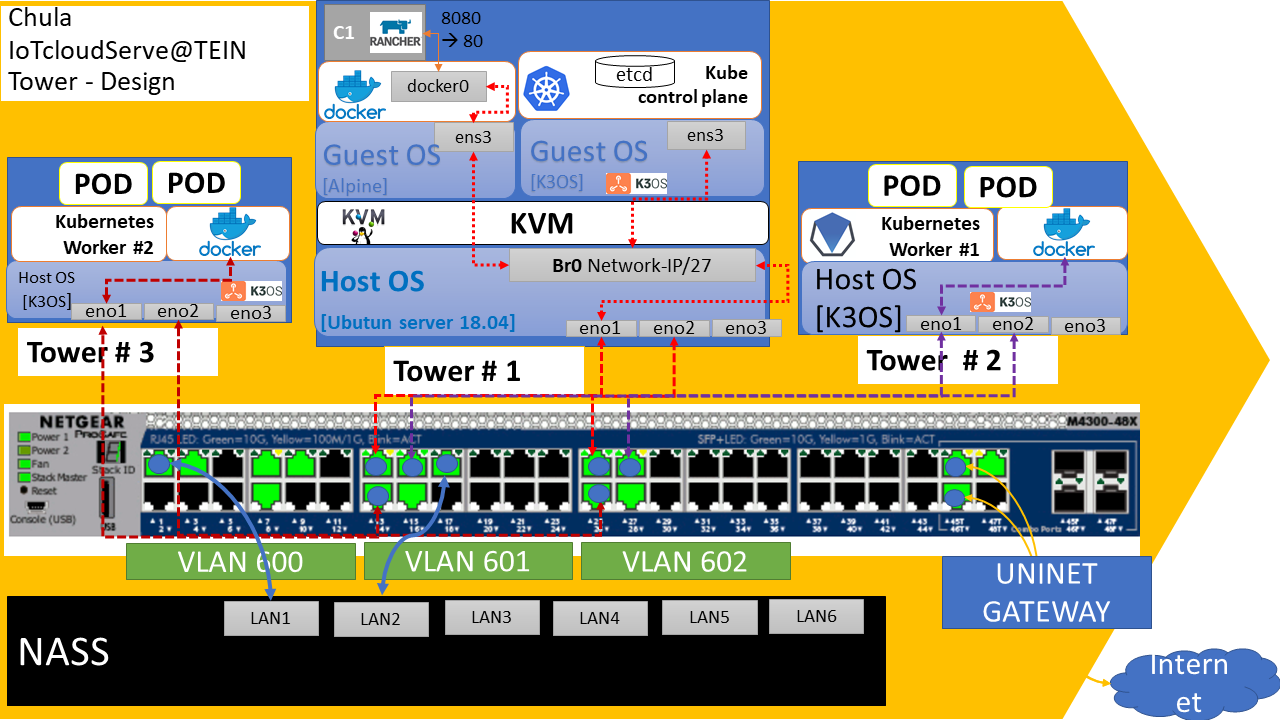 Chula
IoTcloudServe@TEIN
Tower - Design
C1
RANCHER
8080
→ 80
docker
docker0
etcd
Kube
control plane
ens3
Guest OS
[Alpine]
ens3
Guest OS
[K3OS]
K3OS
KVM
KVM
Br0 Network-IP/27
Host OS
[Ubutun server 18.04]
eno1
eno2
eno3
Tower # 1
POD
POD
Kubernetes
Worker #2
docker
Host OS
[K3OS]
K3OS
eno1
eno2
eno3
Tower # 3
POD
POD
Kubernetes
Worker #1
docker
Host OS
[K3OS]
K3OS
eno1
eno2
eno3
Tower # 2
NETGEAR
PROSAFE
M4300-48X
Power 1
Power 2
Fan
Stack Master
Reset
Console (USB)
Stack ID
USB
RJ45 LED: Green=10G, Yellow=100M/1G, Blink=ACT
SFP+LED: Green=10G, Yellow=1G, Blink=ACT
Combo Ports
VLAN 600
VLAN 601
VLAN 602
UNINET
GATEWAY
NASS
LAN1
LAN2
LAN3
LAN4
LAN5
LAN6
Intern
et